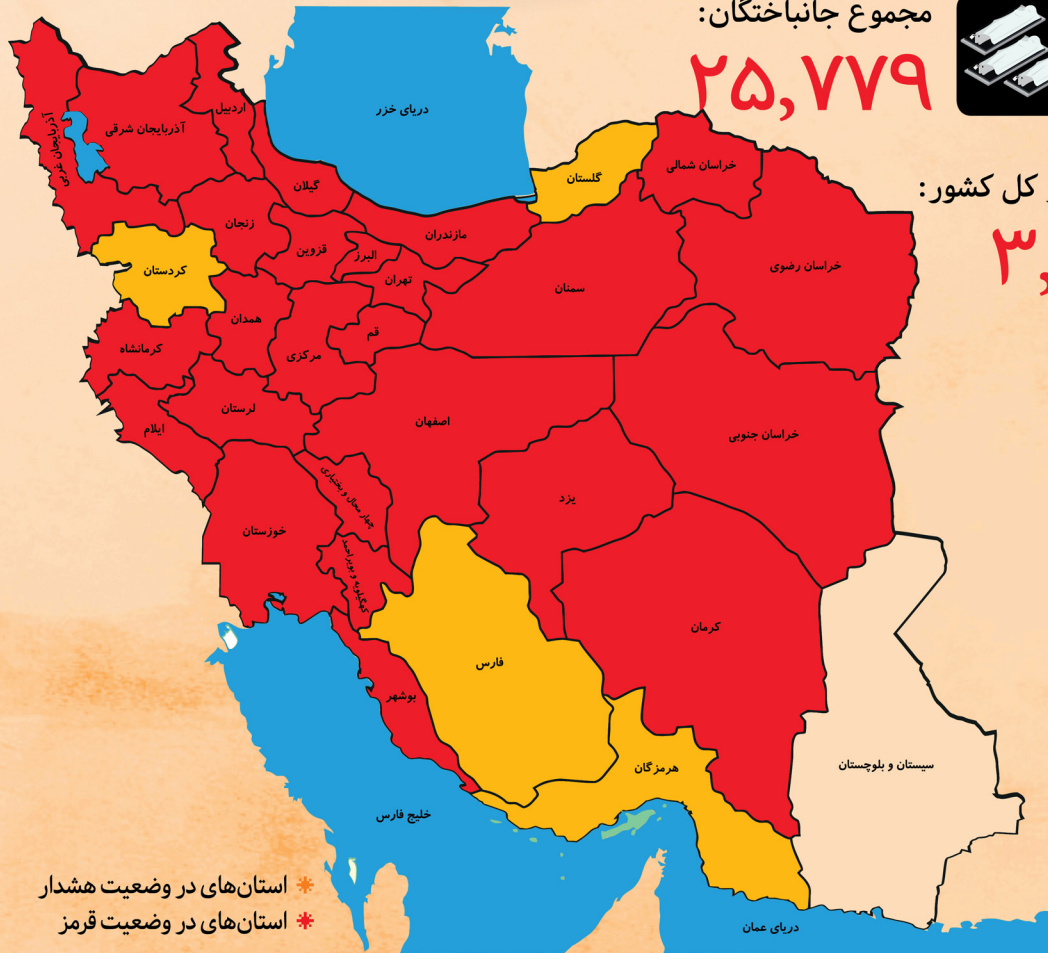 مجموع جانباختگان:
۲۵,۷۷۹
کل کشور:
۳,
دریای خزر
اردبیل
آذربایجان شرقی
آذربایجان غربی
گیلان
گلستان
خراسان شمالی
زنجان
قزوین
مازندران
البرز
تهران
کردستان
خراسان رضوی
سمنان
همدان
قم
مرکزی
کرمانشاه
لرستان
ایلام
اصفهان
خراسان جنوبی
چهار محال و بختیاری
یزد
خوزستان
کهگیلویه و بویراحمد
کرمان
فارس
بوشهر
هرمزگان
سیستان و بلوچستان
خلیج فارس
دریای عمان
استان‌های در وضعیت هشدار
استان‌های در وضعیت قرمز